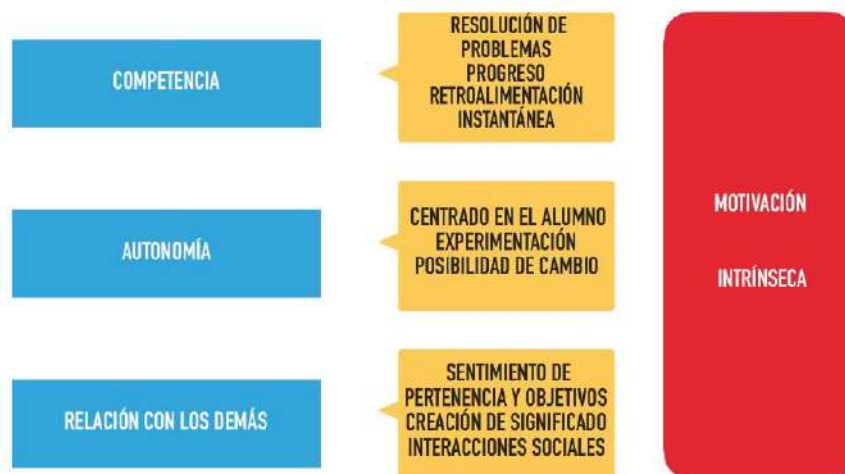 COMPETENCIA
RESOLUCIÓN DE
PROBLEMAS
PROGRESO
RETROALIMENTACIÓN
INSTANTÁNEA
AUTONOMÍA
CENTRADO EN EL ALUMNO
EXPERIMENTACIÓN
POSIBILIDAD DE CAMBIO
RELACIÓN CON LOS DEMÁS
SENTIMIENTO DE
PERTENENCIA Y OBJETIVOS
CREACIÓN DE SIGNIFICADO
INTERACCIONES SOCIALES
MOTIVACIÓN
INTRÍNSECA